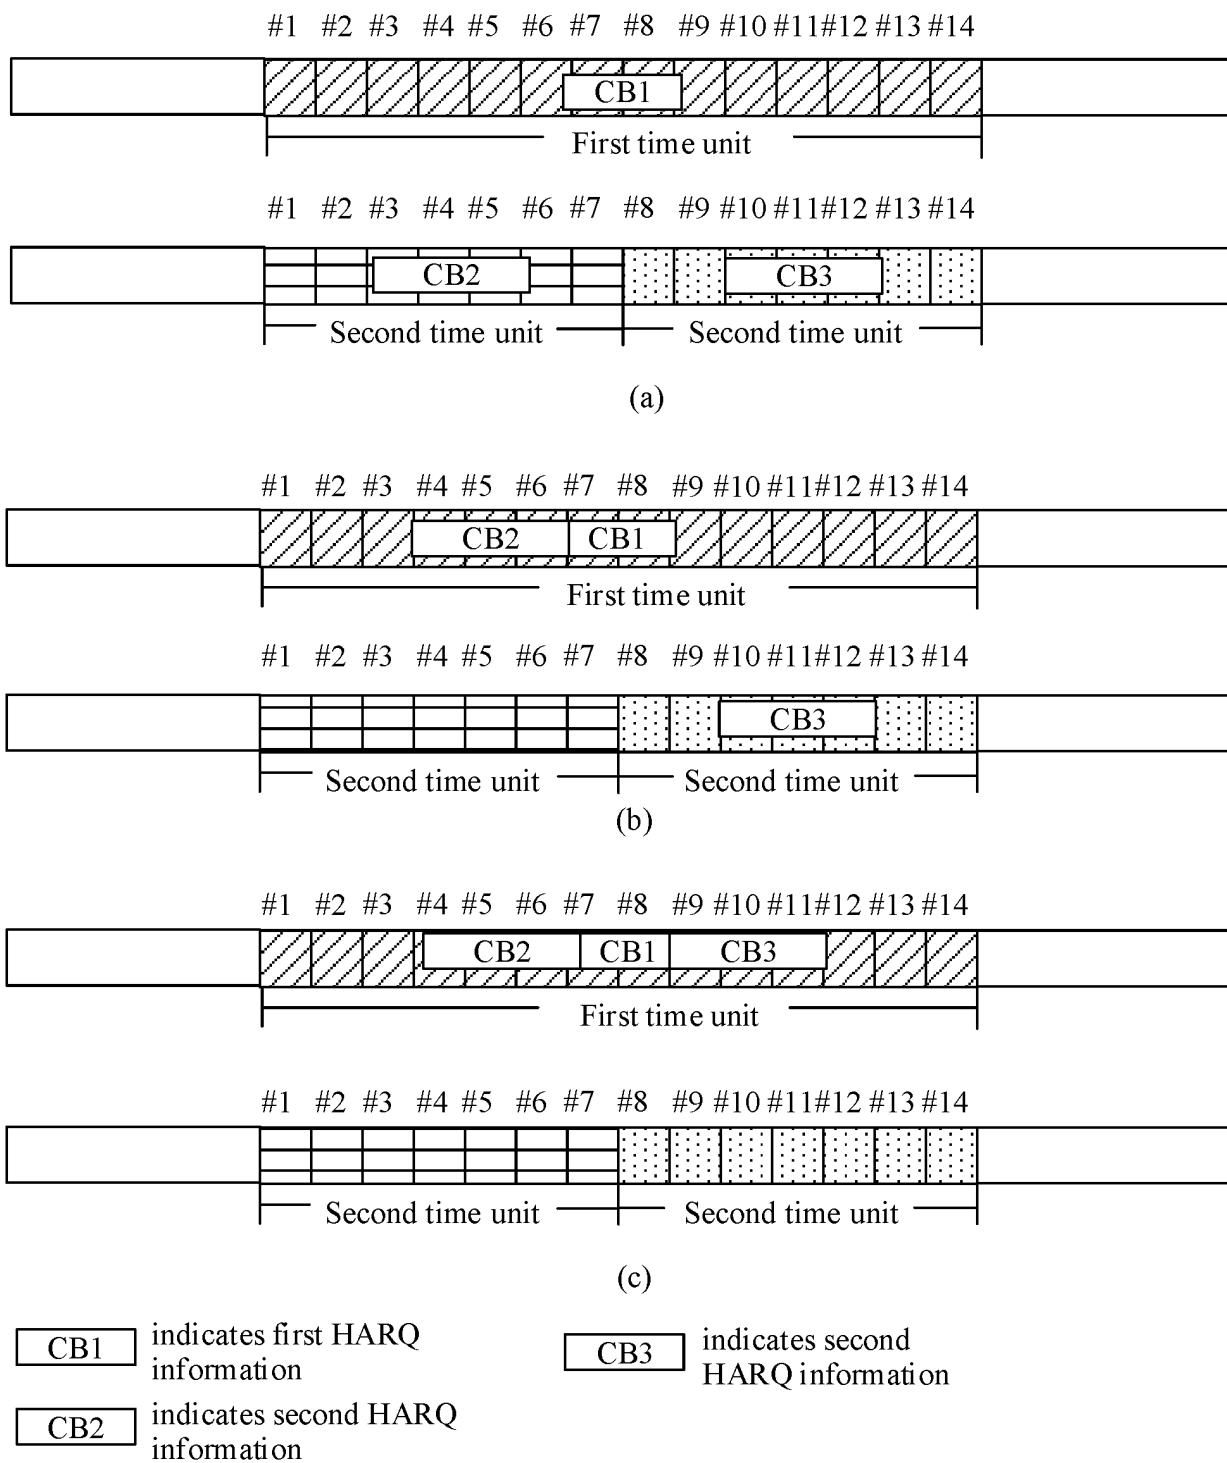 #1 #2 #3 #4 #5 #6 #7 #8 #9 #10 #11 #12 #13 #14
CB1
First time unit
#1 #2 #3 #4 #5 #6 #7 #8 #9 #10 #11 #12 #13 #14
CB2 CB3
Second time unit Second time unit
(a)
#1 #2 #3 #4 #5 #6 #7 #8 #9 #10 #11 #12 #13 #14
CB2 CB1
First time unit
#1 #2 #3 #4 #5 #6 #7 #8 #9 #10 #11 #12 #13 #14
CB3
Second time unit Second time unit
(b)
#1 #2 #3 #4 #5 #6 #7 #8 #9 #10 #11 #12 #13 #14
CB2 CB1 CB3
First time unit
#1 #2 #3 #4 #5 #6 #7 #8 #9 #10 #11 #12 #13 #14
Second time unit Second time unit
(c)
CB1 indicates first HARQ
information
CB3 indicates second
HARQ information
CB2 indicates second HARQ
information